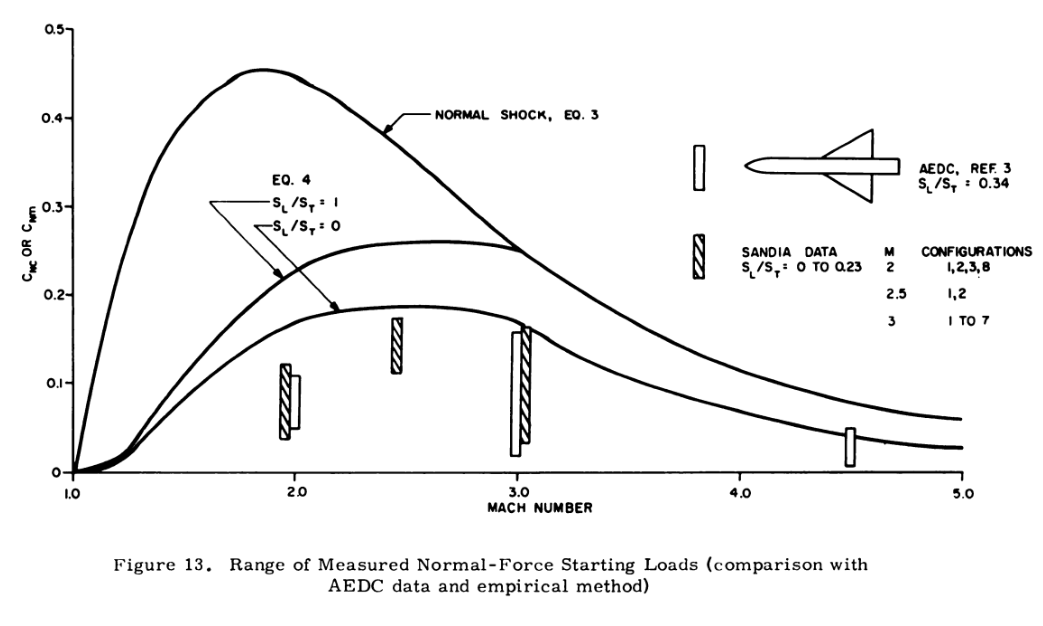 0.5
0.4
0.3
0.2
0.1
0
C_NC OR C_Nm
1.0
2.0
3.0
4.0
5.0
MACH NUMBER
NORMAL SHOCK, EQ. 3
EQ. 4
S_L/S_T = 1
S_L/S_T = 0
AEDC, REF. 3
S_L/S_T = 0.34
SANDIA DATA M CONFIGURATIONS
S_L/S_T = 0 TO 0.23 2 1,2,3,8
2.5 1,2
3 1 TO 7
Figure 13. Range of Measured Normal-Force Starting Loads (comparison with
AEDC data and empirical method)